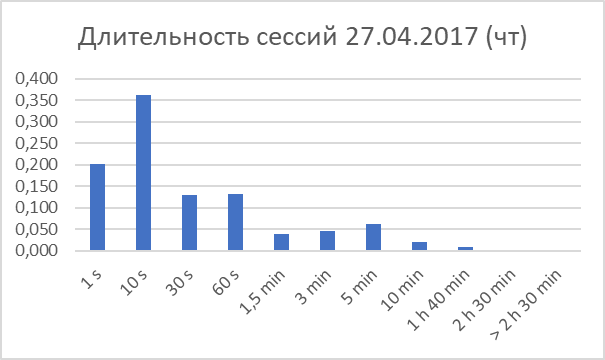 Длительность сессий 27.04.2017 (чт)
0,400
0,350
0,300
0,250
0,200
0,150
0,100
0,050
0,000
1 s
10 s
30 s
60 s
1,5 min
3 min
5 min
10 min
1 h 40 min
2 h 30 min
> 2 h 30 min